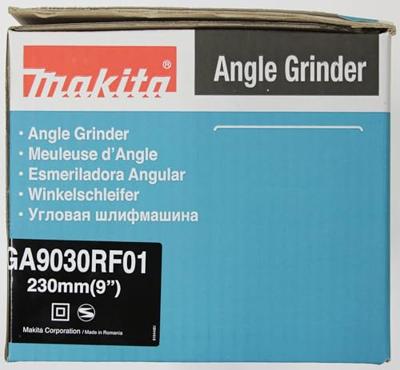 Makita®
Angle Grinder
• Angle Grinder
• Meuleuse d'Angle
• Esmeriladora Angular
• Winkelschleifer
• Угловая шлифмашина
GA9030RF01
230mm(9”)
Makita Corporation / Made in Romania